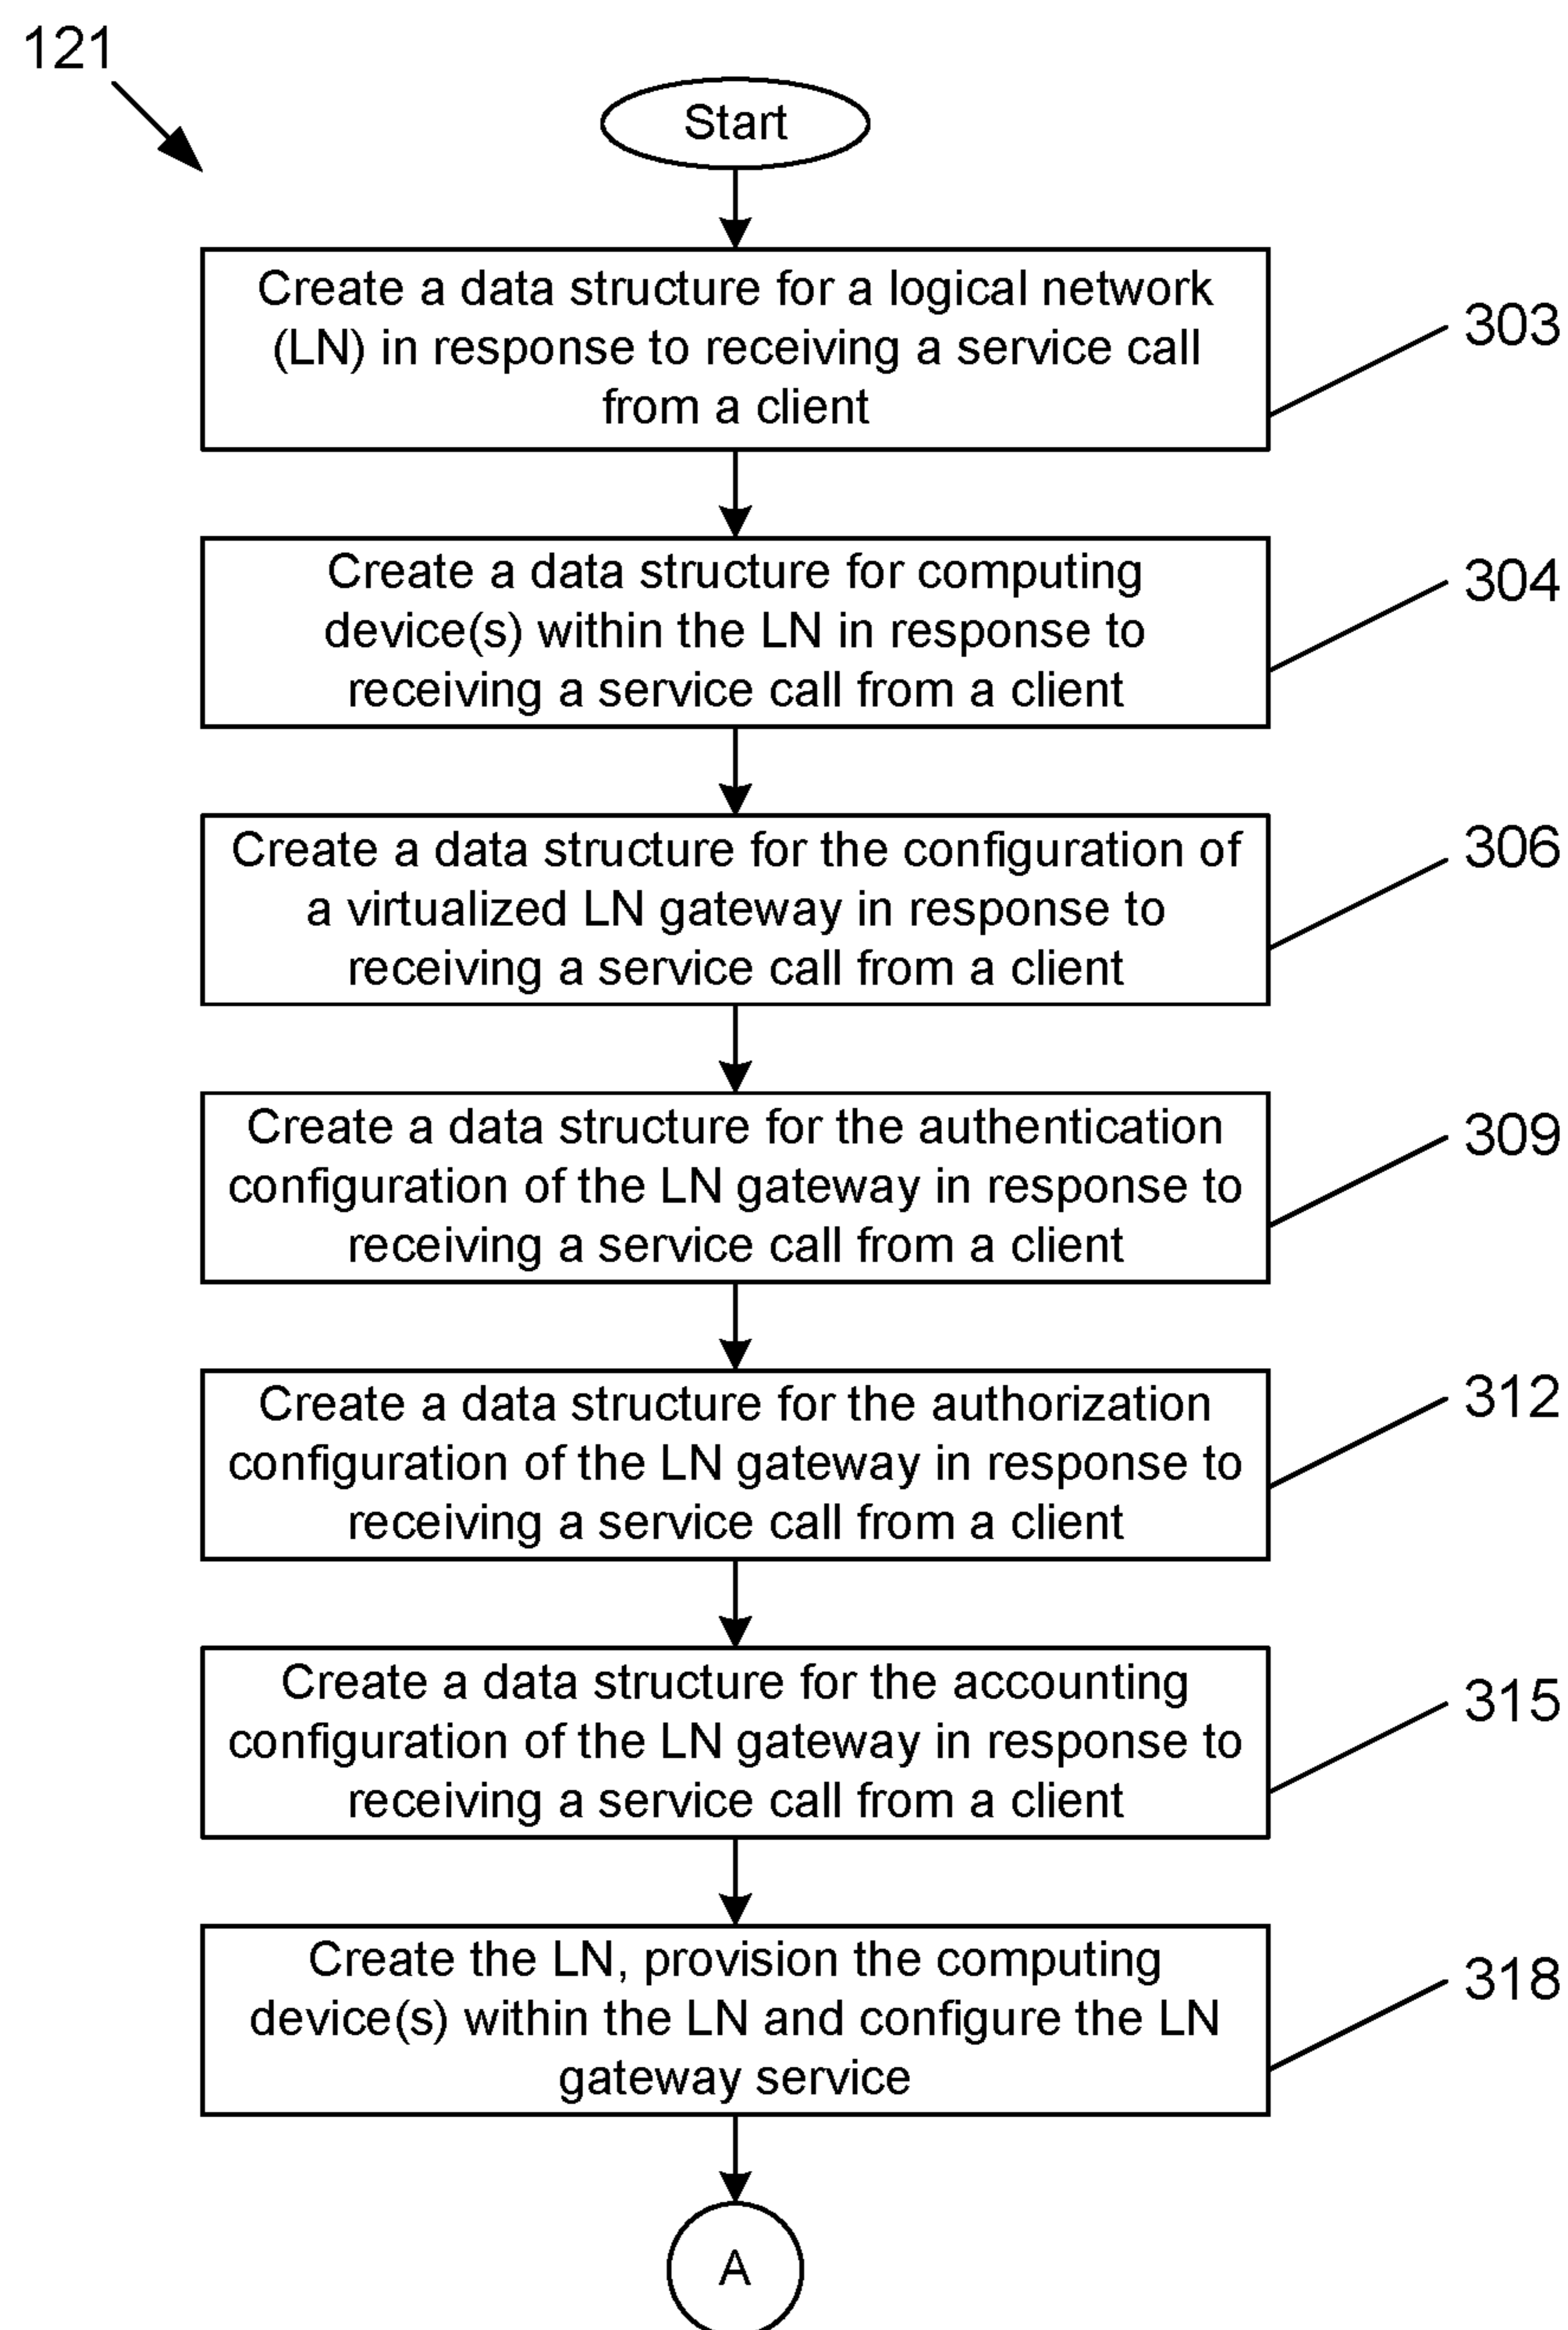 121
Start
Create a data structure for a logical network
(LN) in response to receiving a service call
from a client
303
Create a data structure for computing
device(s) within the LN in response to
receiving a service call from a client
304
Create a data structure for the configuration of
a virtualized LN gateway in response to
receiving a service call from a client
306
Create a data structure for the authentication
configuration of the LN gateway in response to
receiving a service call from a client
309
Create a data structure for the authorization
configuration of the LN gateway in response to
receiving a service call from a client
312
Create a data structure for the accounting
configuration of the LN gateway in response to
receiving a service call from a client
315
Create the LN, provision the computing
device(s) within the LN and configure the LN
gateway service
318
A